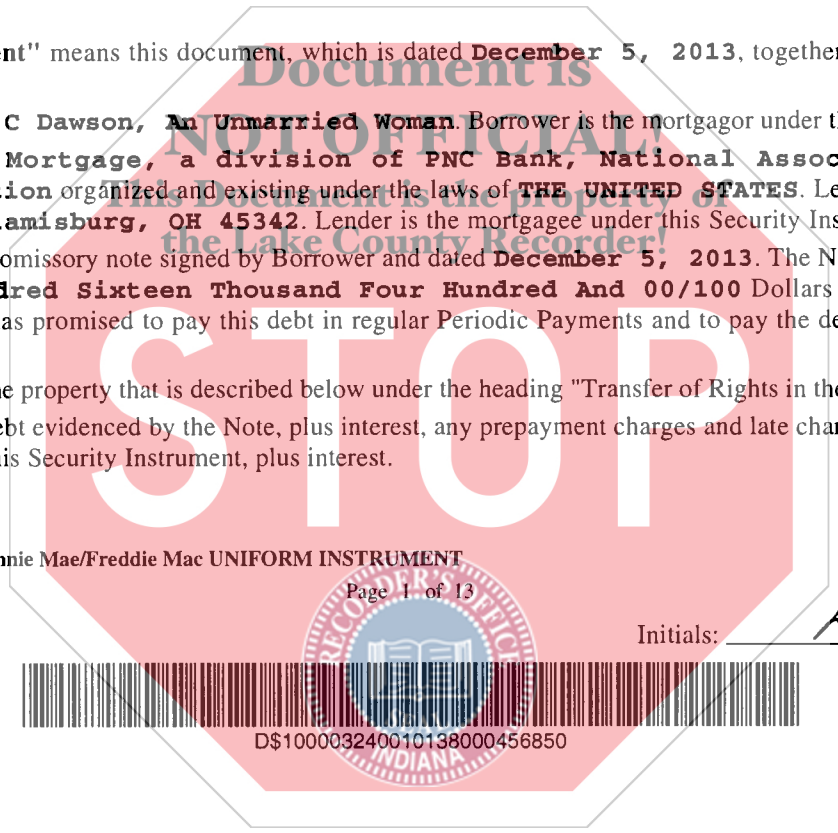 nt" means this document, which is dated December 5, 2013, together
Document is
C Dawson, An Unmarried Woman. Borrower is the mortgagor under t
NOT OFFICIAL!
Mortgage, a division of PNC Bank, National Assoc
ion organized and existing under the laws of THE UNITED STATES. Le
This Document is the property of
amisburg, OH 45342. Lender is the mortgagee under this Security Ins
the Lake County Recorder!
omissory note signed by Borrower and dated December 5, 2013. The N
dred Sixteen Thousand Four Hundred And 00/100 Dollars
as promised to pay this debt in regular Periodic Payments and to pay the de
STOP
e property that is described below under the heading "Transfer of Rights in the
ebt evidenced by the Note, plus interest, any prepayment charges and late char
is Security Instrument, plus interest.
nnie Mae/Freddie Mac UNIFORM INSTRUMENT
Page 1 of 13
RECORDER'S OFFICE
Initials:
INDIANA
D$100003240010138000456850